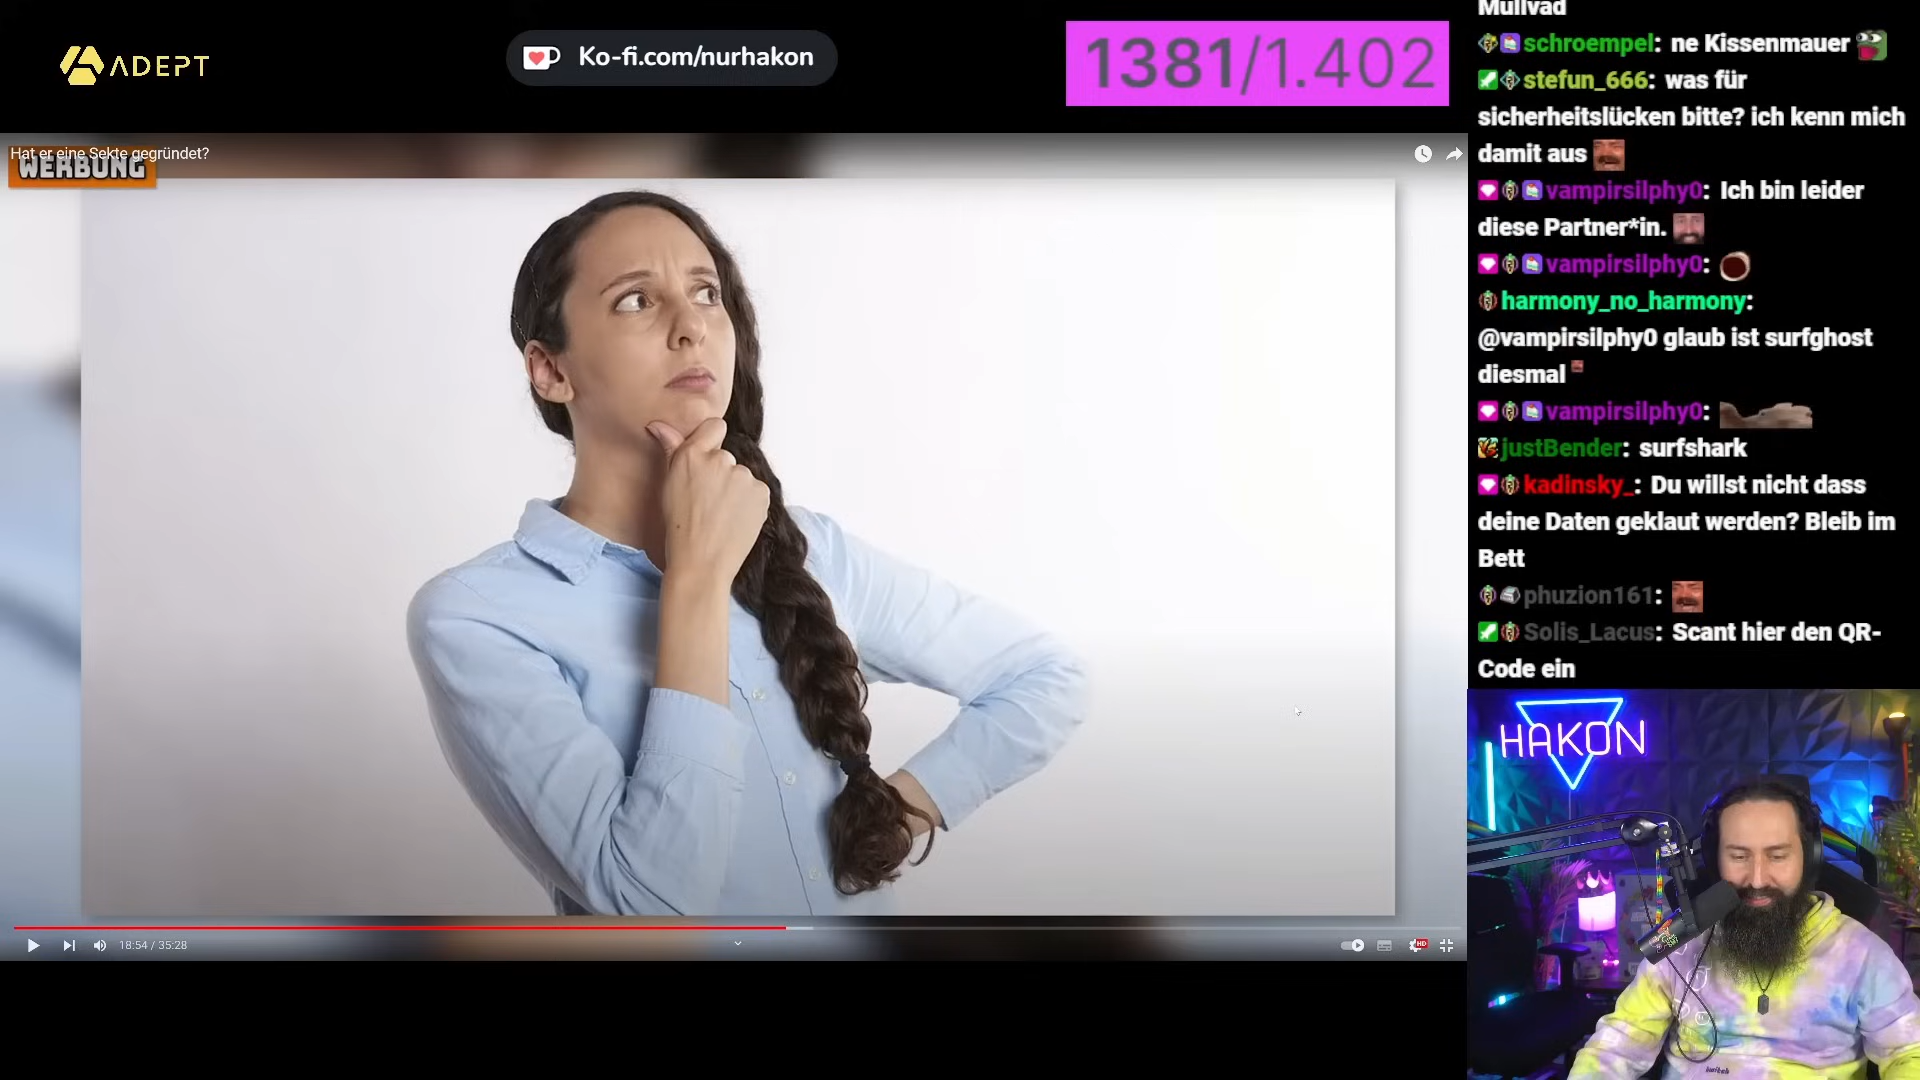 ADEPT
Ko-fi.com/nurhakon
1381/1.402
Hat er eine Sekte gegründet?
WERBUNG
18:54 / 35:28
HD
Mullvad
schroempel: ne Kissenmauer
stefun_666: was für
sicherheitslücken bitte? ich kenn mich
damit aus
vampirsilphy0: Ich bin leider
diese Partner*in.
vampirsilphy0:
harmony_no_harmony:
@vampirsilphy0 glaub ist surfghost
diesmal
vampirsilphy0:
justBender: surfshark
kadinsky_: Du willst nicht dass
deine Daten geklaut werden? Bleib im
Bett
phuzion161:
Solis_Lacus: Scant hier den QR-
Code ein
HAKON